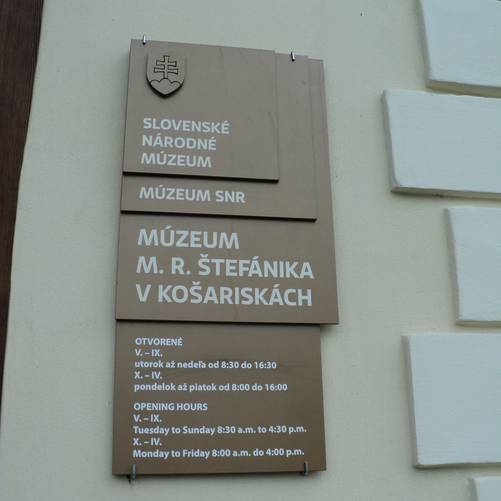 SLOVENSKÉ
NÁRODNÉ
MÚZEUM
MÚZEUM SNR
MÚZEUM
M. R. ŠTEFÁNIKA
V KOŠARISKÁCH
OTVORENÉ
V. – IX.
utorok až nedeľa od 8:30 do 16:30
X. – IV.
pondelok až piatok od 08:00 do 16:00
OPENING HOURS
V. – IX.
Tuesday to Sunday 8:30 a.m. to 4:30 p.m.
X. – IV.
Monday to Friday 8:00 a.m. do 4:00 p.m.